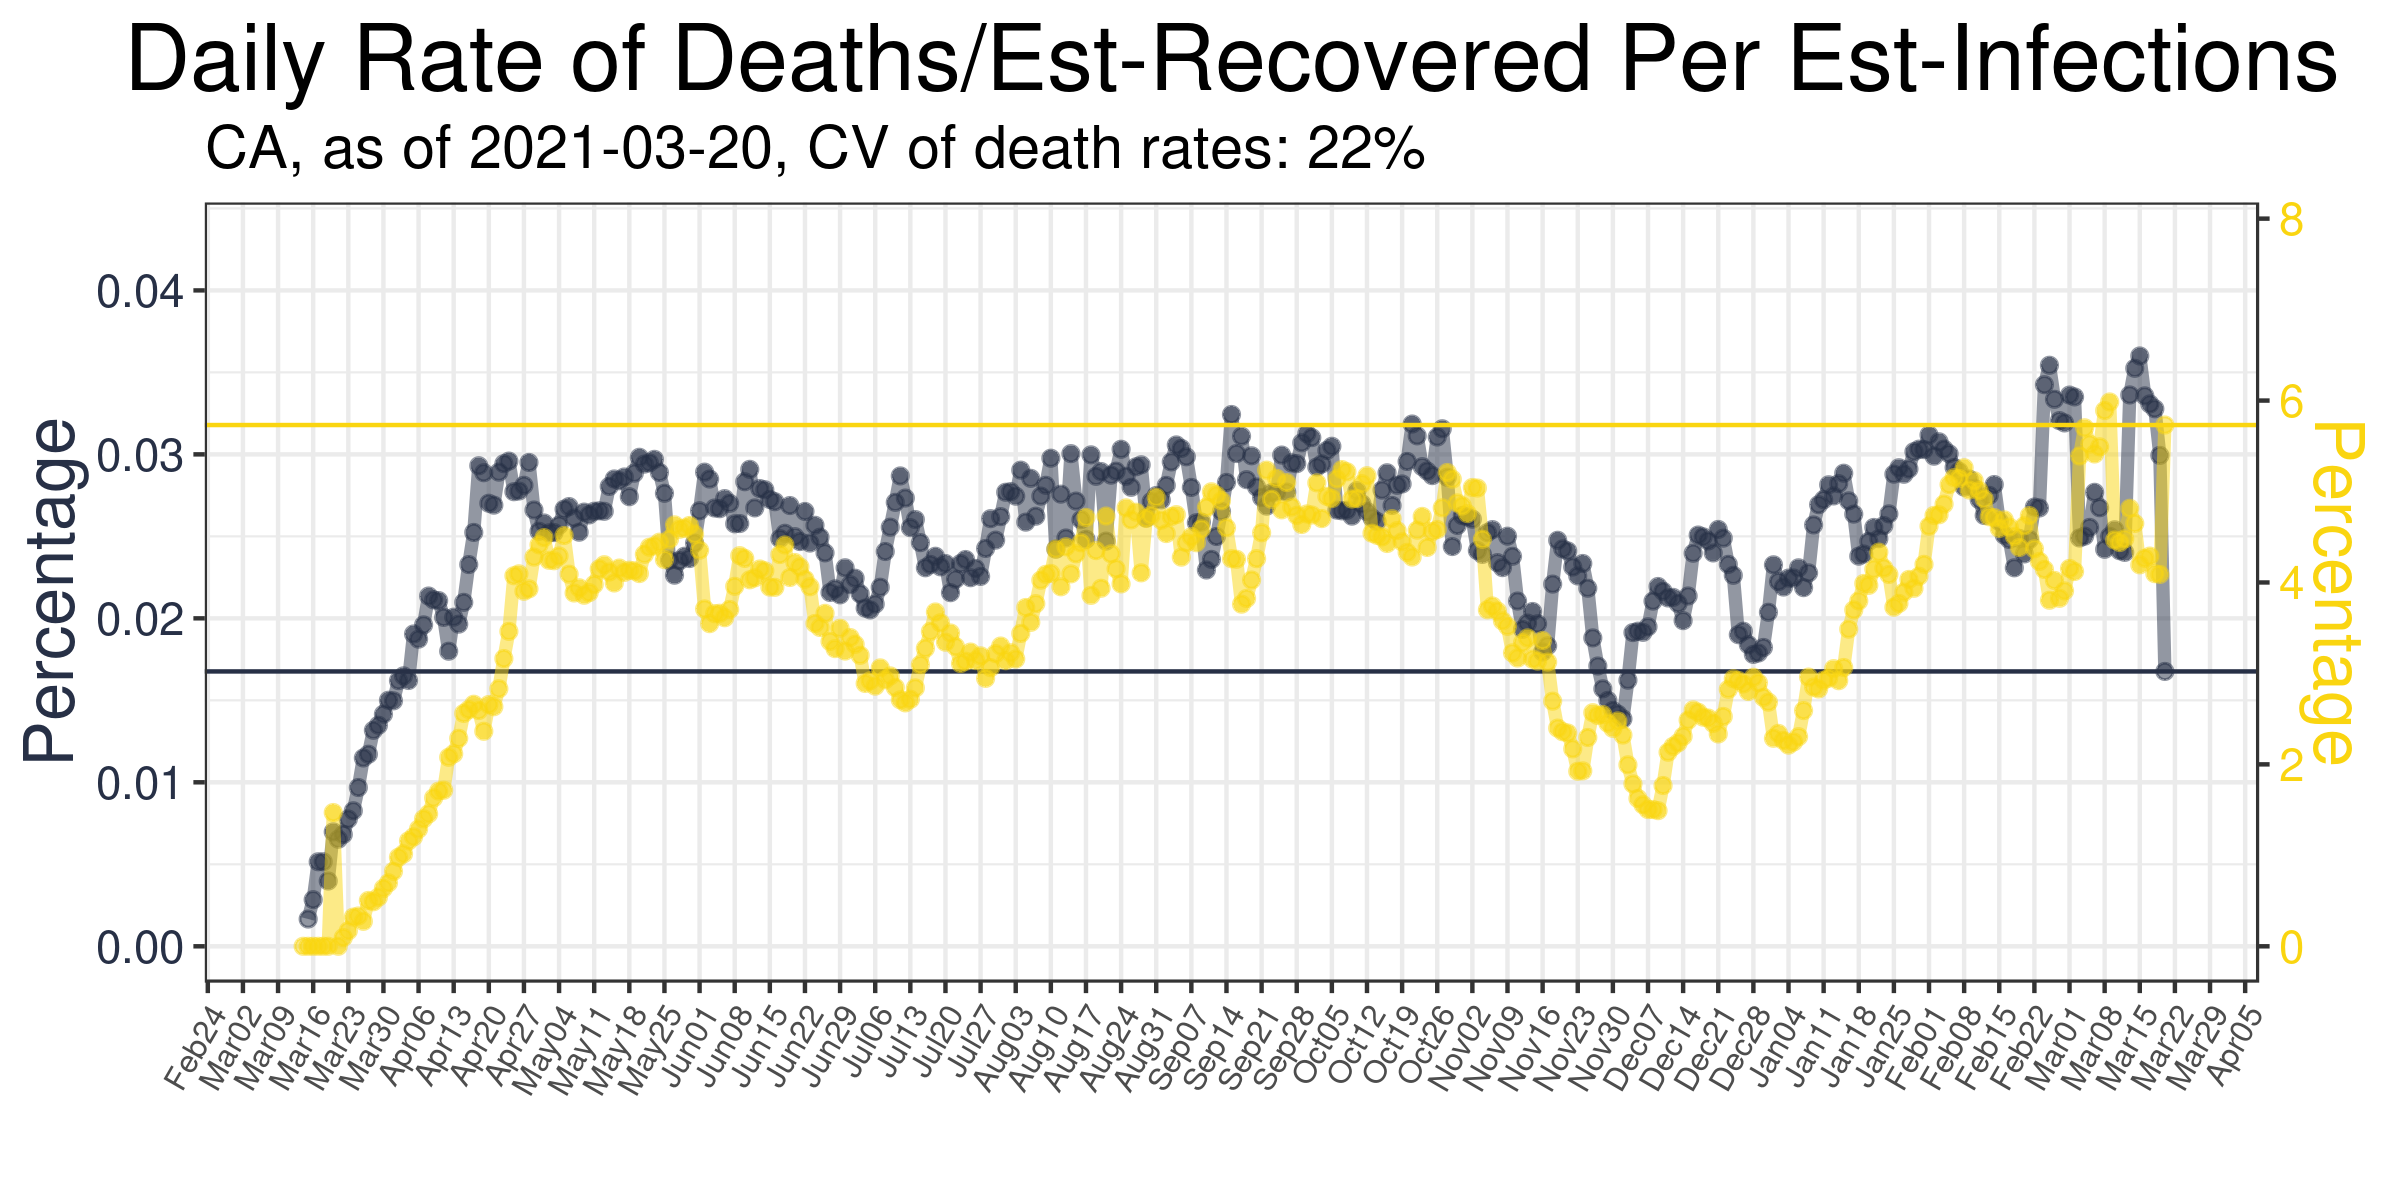 Daily Rate of Deaths/Est-Recovered Per Est-Infections
CA, as of 2021-03-20, CV of death rates: 22%
Percentage
0.04
0.03
0.02
0.01
0.00
8
6
4
2
0
Percentage
Feb24
Mar02
Mar09
Mar16
Mar23
Mar30
Apr06
Apr13
Apr20
Apr27
May04
May11
May18
May25
Jun01
Jun08
Jun15
Jun22
Jun29
Jul06
Jul13
Jul20
Jul27
Aug03
Aug10
Aug17
Aug24
Aug31
Sep07
Sep14
Sep21
Sep28
Oct05
Oct12
Oct19
Oct26
Nov02
Nov09
Nov16
Nov23
Nov30
Dec07
Dec14
Dec21
Dec28
Jan04
Jan11
Jan18
Jan25
Feb01
Feb08
Feb15
Feb22
Mar01
Mar08
Mar15
Mar22
Mar29
Apr05